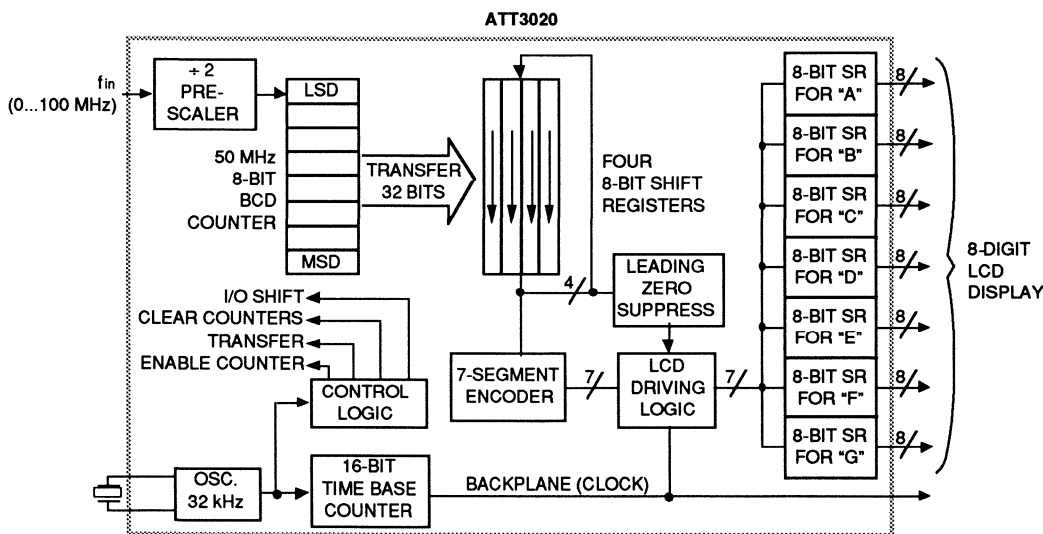 ATT3020
fin
(0...100 MHz)
÷ 2
PRE-
SCALER
LSD
50 MHz
8-BIT
BCD
COUNTER
MSD
TRANSFER
32 BITS
FOUR
8-BIT SHIFT
REGISTERS
4
LEADING
ZERO
SUPPRESS
I/O SHIFT
CLEAR COUNTERS
TRANSFER
ENABLE COUNTER
CONTROL
LOGIC
7-SEGMENT
ENCODER
7
LCD
DRIVING
LOGIC
7
8-BIT SR
FOR "A"
8
8-BIT SR
FOR "B"
8
8-BIT SR
FOR "C"
8
8-BIT SR
FOR "D"
8
8-BIT SR
FOR "E"
8
8-BIT SR
FOR "F"
8
8-BIT SR
FOR "G"
8
8-DIGIT
LCD
DISPLAY
OSC.
32 kHz
16-BIT
TIME BASE
COUNTER
BACKPLANE (CLOCK)